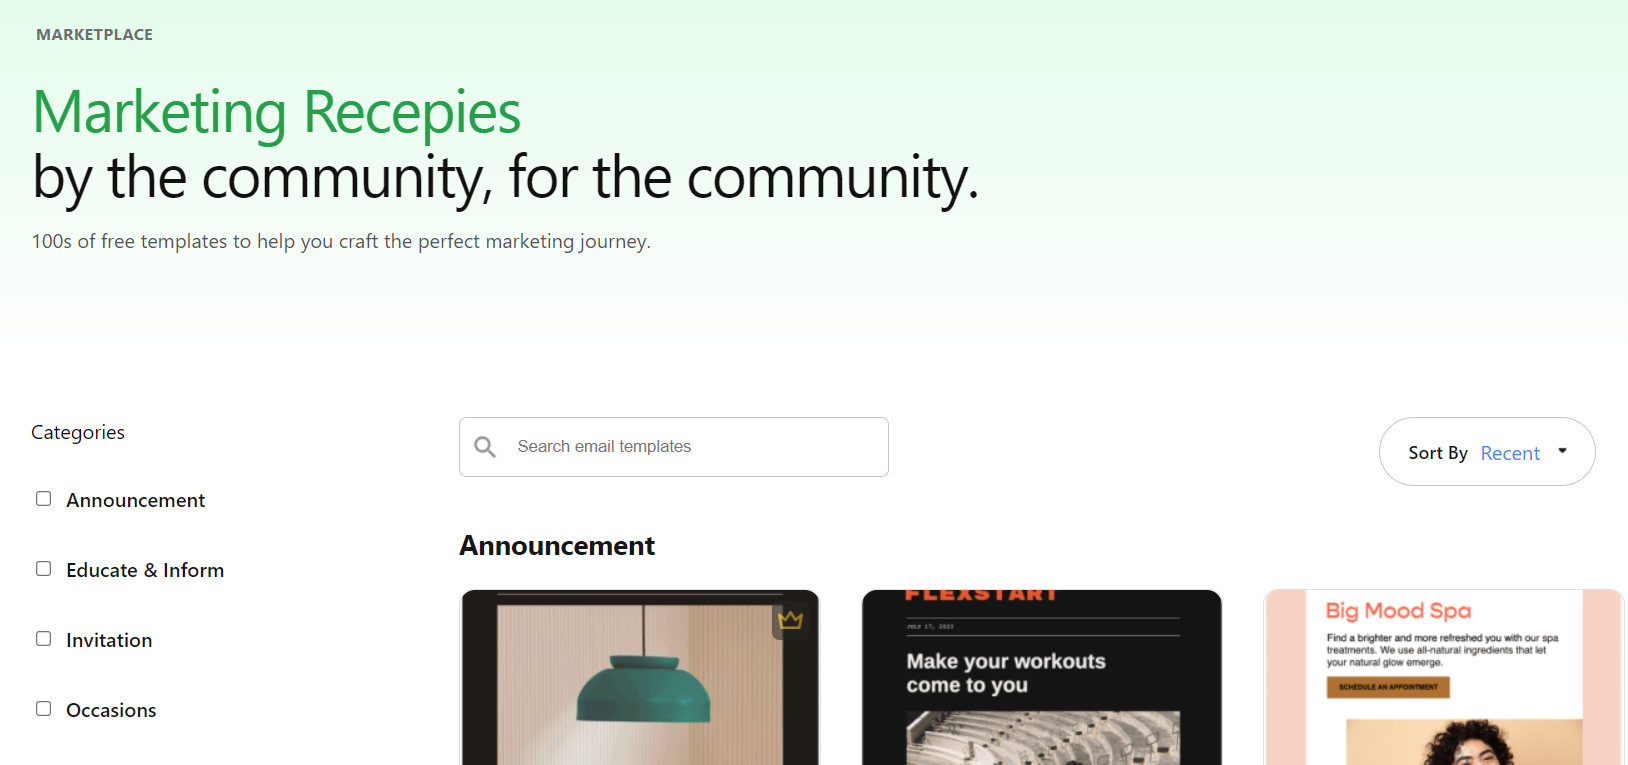 MARKETPLACE
Marketing Recepies
by the community, for the community.
100s of free templates to help you craft the perfect marketing journey.
Categories
Announcement
Educate & Inform
Invitation
Occasions
Search email templates
Sort By Recent
Announcement
FLEXSTART
JULY 17, 2023
Make your workouts
come to you
Big Mood Spa
Find a brighter and more refreshed you with our spa
treatments. We use all-natural ingredients that let
your natural glow emerge.
SCHEDULE AN APPOINTMENT